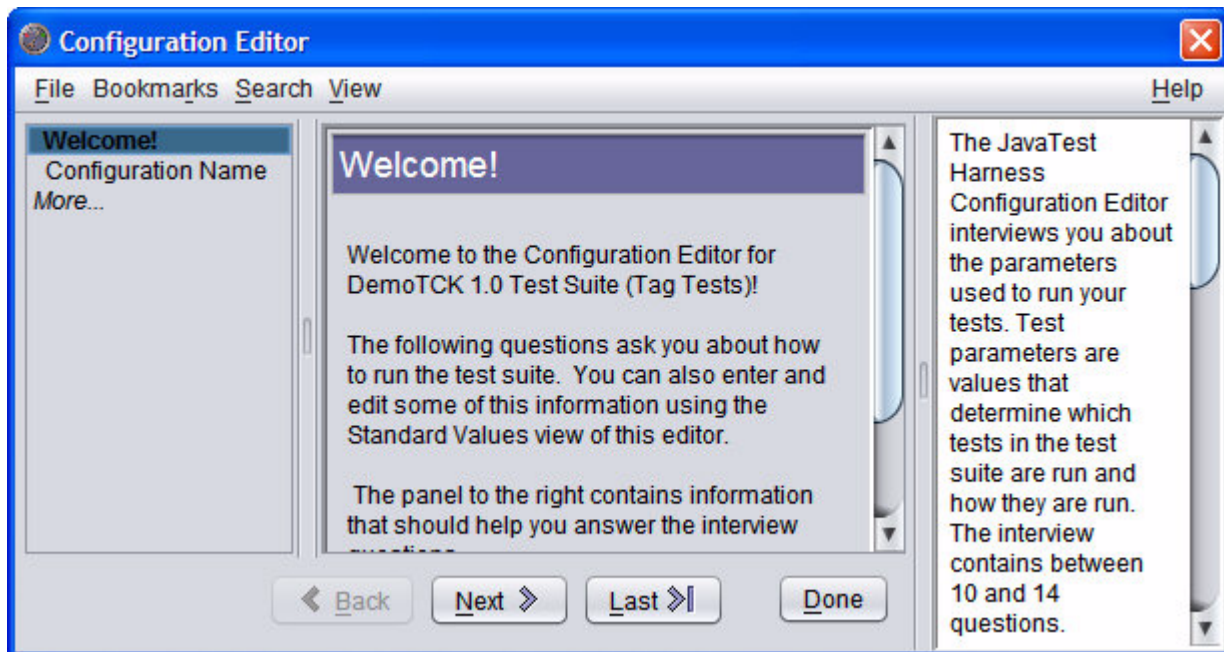 Configuration Editor
File Bookmarks Search View Help
Welcome!
Configuration Name
More...
Welcome!
Welcome to the Configuration Editor for
DemoTCK 1.0 Test Suite (Tag Tests)!
The following questions ask you about how
to run the test suite.  You can also enter and
edit some of this information using the
Standard Values view of this editor.
The panel to the right contains information
that should help you answer the interview
Back Next Last Done
The JavaTest
Harness
Configuration Editor
interviews you about
the parameters
used to run your
tests. Test
parameters are
values that
determine which
tests in the test
suite are run and
how they are run.
The interview
contains between
10 and 14
questions.